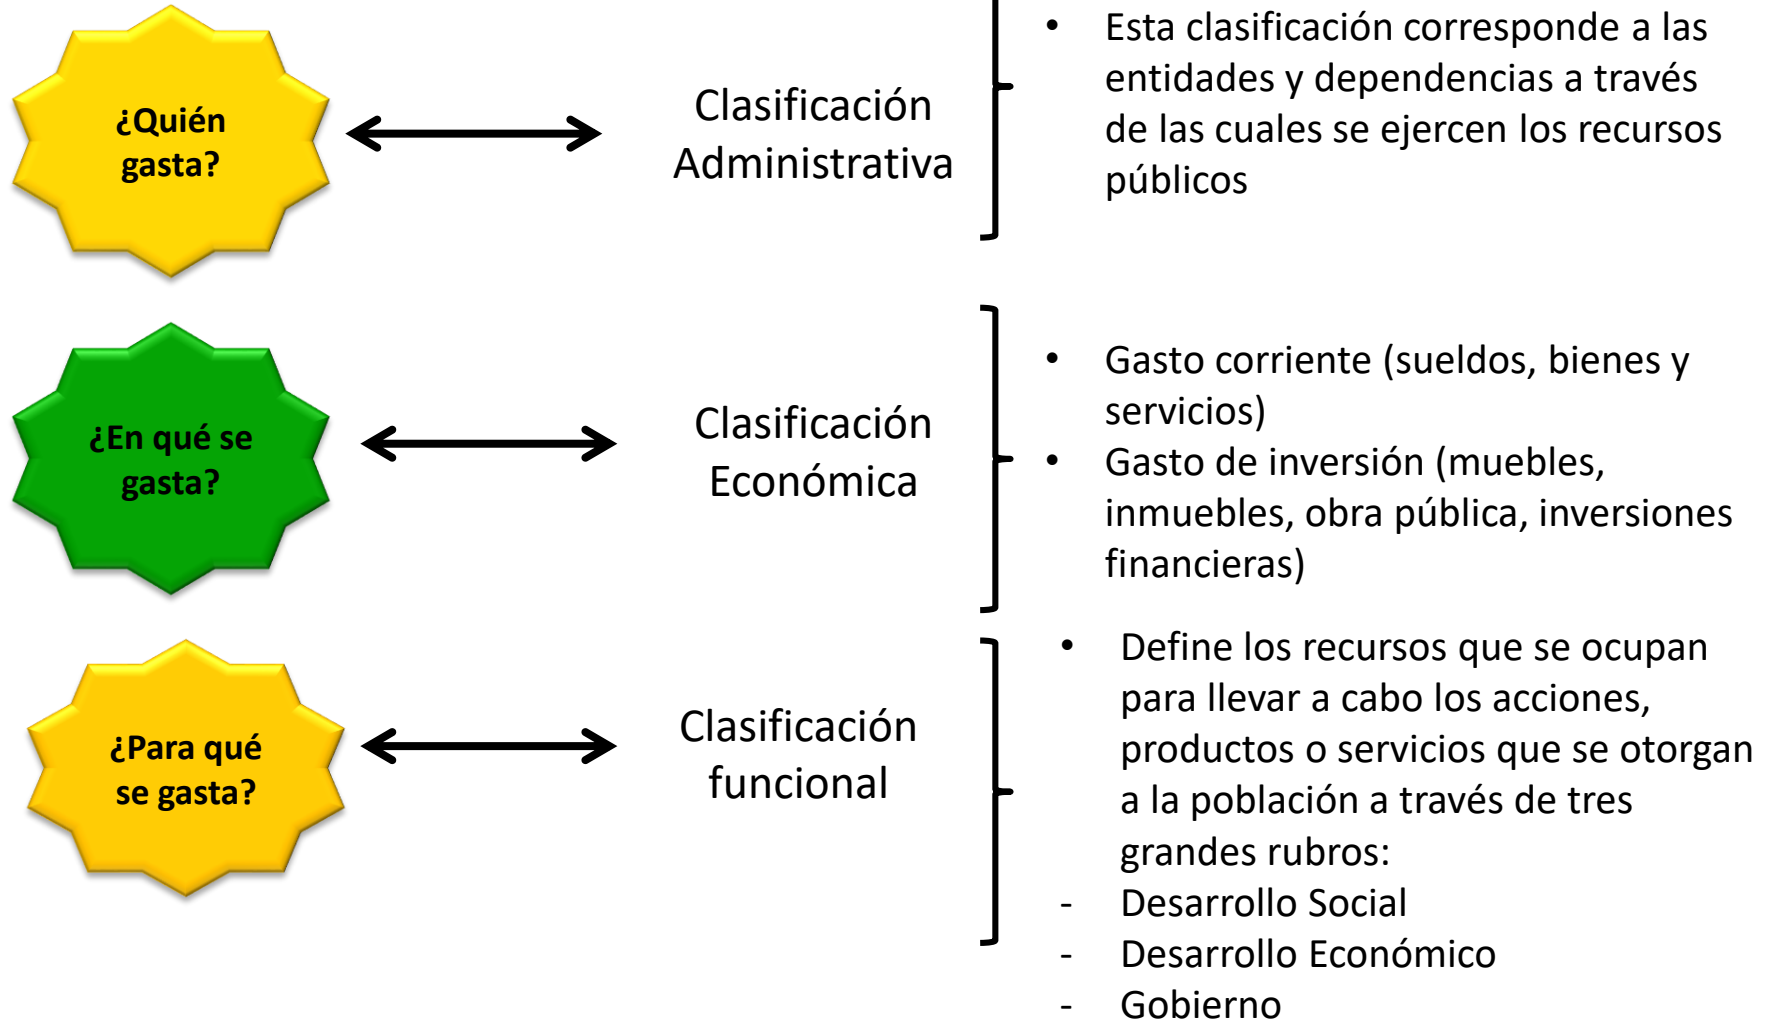 ¿Quién
gasta?
Clasificación
Administrativa
• Esta clasificación corresponde a las
entidades y dependencias a través
de las cuales se ejercen los recursos
públicos
¿En qué se
gasta?
Clasificación
Económica
• Gasto corriente (sueldos, bienes y
servicios)
• Gasto de inversión (muebles,
inmuebles, obra pública, inversiones
financieras)
¿Para qué
se gasta?
Clasificación
funcional
• Define los recursos que se ocupan
para llevar a cabo los acciones,
productos o servicios que se otorgan
a la población a través de tres
grandes rubros:
- Desarrollo Social
- Desarrollo Económico
- Gobierno